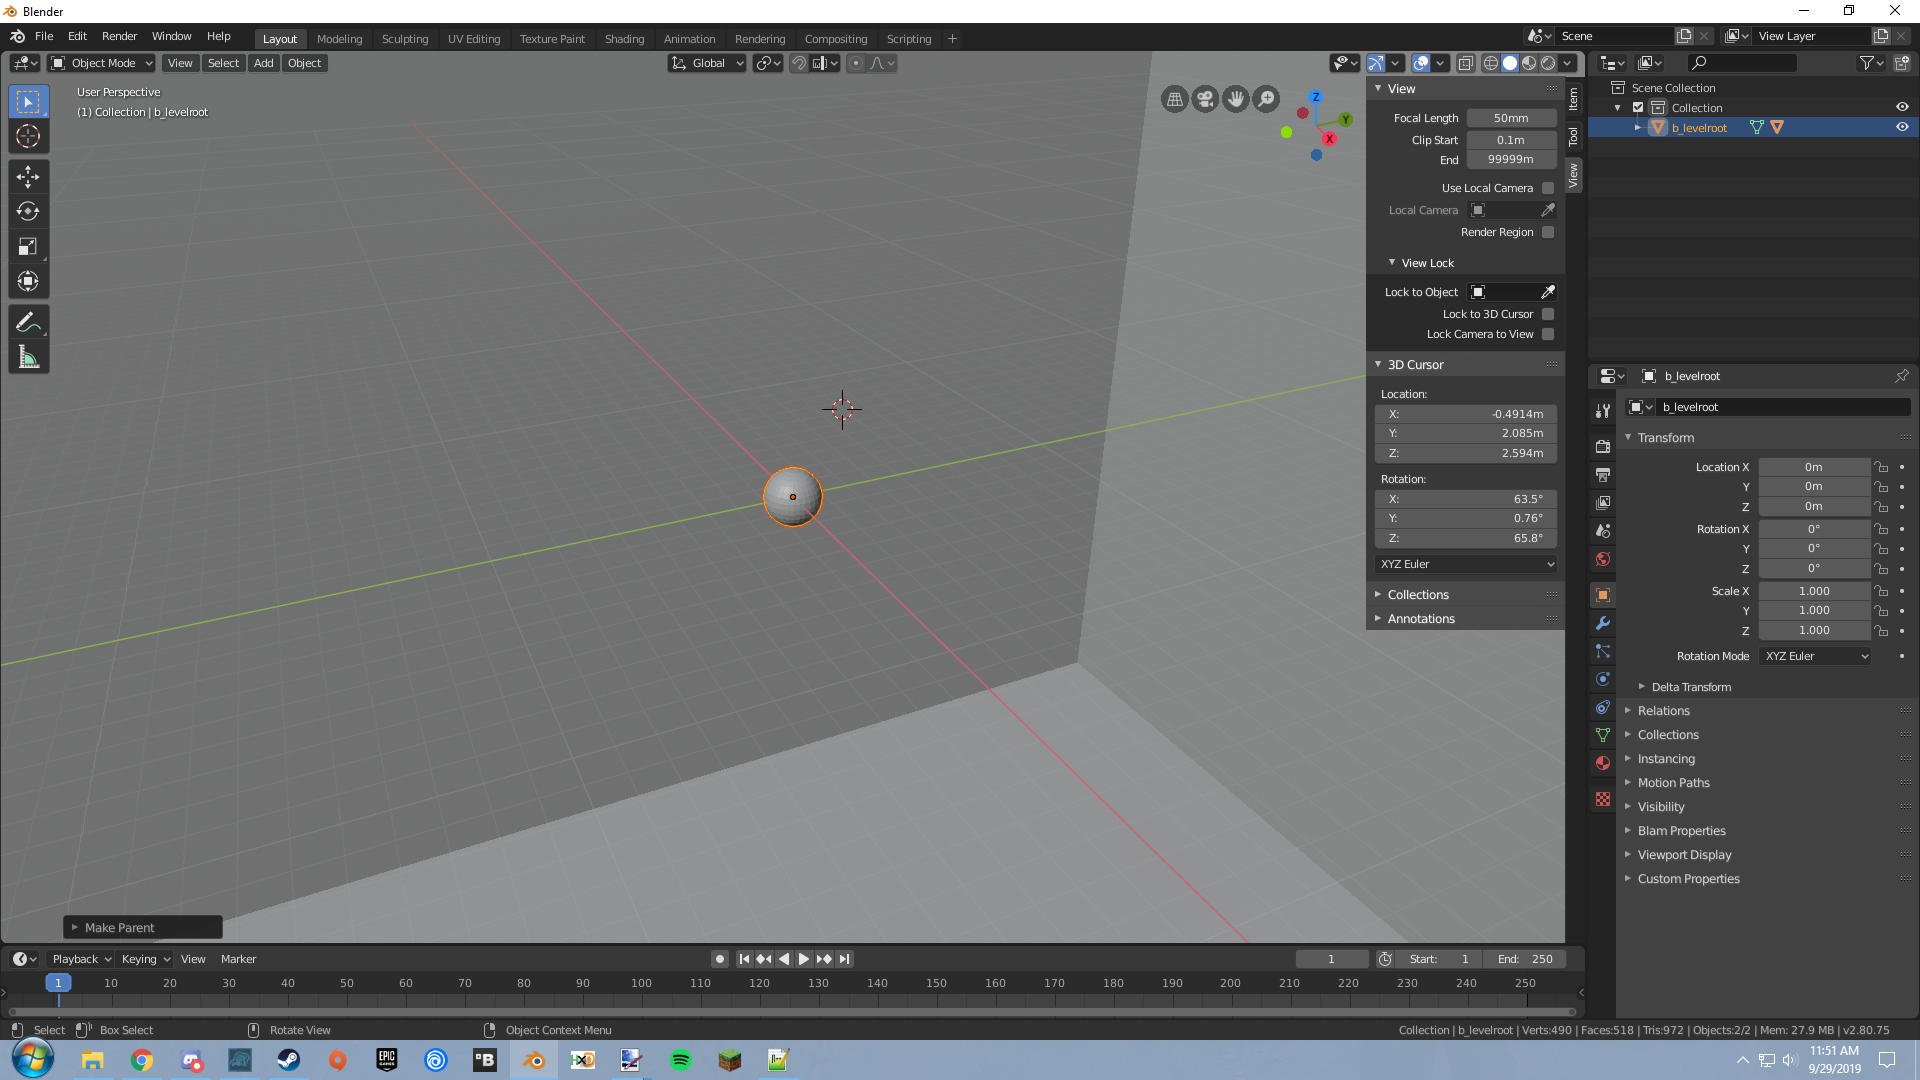 Blender
File Edit Render Window Help
Layout Modeling Sculpting UV Editing Texture Paint Shading Animation Rendering Compositing Scripting +
Scene
View Layer
Object Mode View Select Add Object
Global
User Perspective
(1) Collection | b_levelroot
Z
Y
X
View
Focal Length 50mm
Clip Start 0.1m
End 99999m
Use Local Camera
Local Camera
Render Region
View Lock
Lock to Object
Lock to 3D Cursor
Lock Camera to View
3D Cursor
Location:
X: -0.4914m
Y: 2.085m
Z: 2.594m
Rotation:
X: 63.5°
Y: 0.76°
Z: 65.8°
XYZ Euler
Collections
Annotations
Item
Tool
View
Scene Collection
Collection
b_levelroot
b_levelroot
b_levelroot
Transform
Location X 0m
Y 0m
Z 0m
Rotation X 0°
Y 0°
Z 0°
Scale X 1.000
Y 1.000
Z 1.000
Rotation Mode XYZ Euler
Delta Transform
Relations
Collections
Instancing
Motion Paths
Visibility
Blam Properties
Viewport Display
Custom Properties
Make Parent
Playback Keying View Marker
1
Start: 1 End: 250
1 10 20 30 40 50 60 70 80 90 100 110 120 130 140 150 160 170 180 190 200 210 220 230 240 250
Select Box Select Rotate View Object Context Menu
Collection | b_levelroot | Verts:490 | Faces:518 | Tris:972 | Objects:2/2 | Mem: 27.9 MB | v2.80.75
EPIC
GAMES
B
11:51 AM
9/29/2019